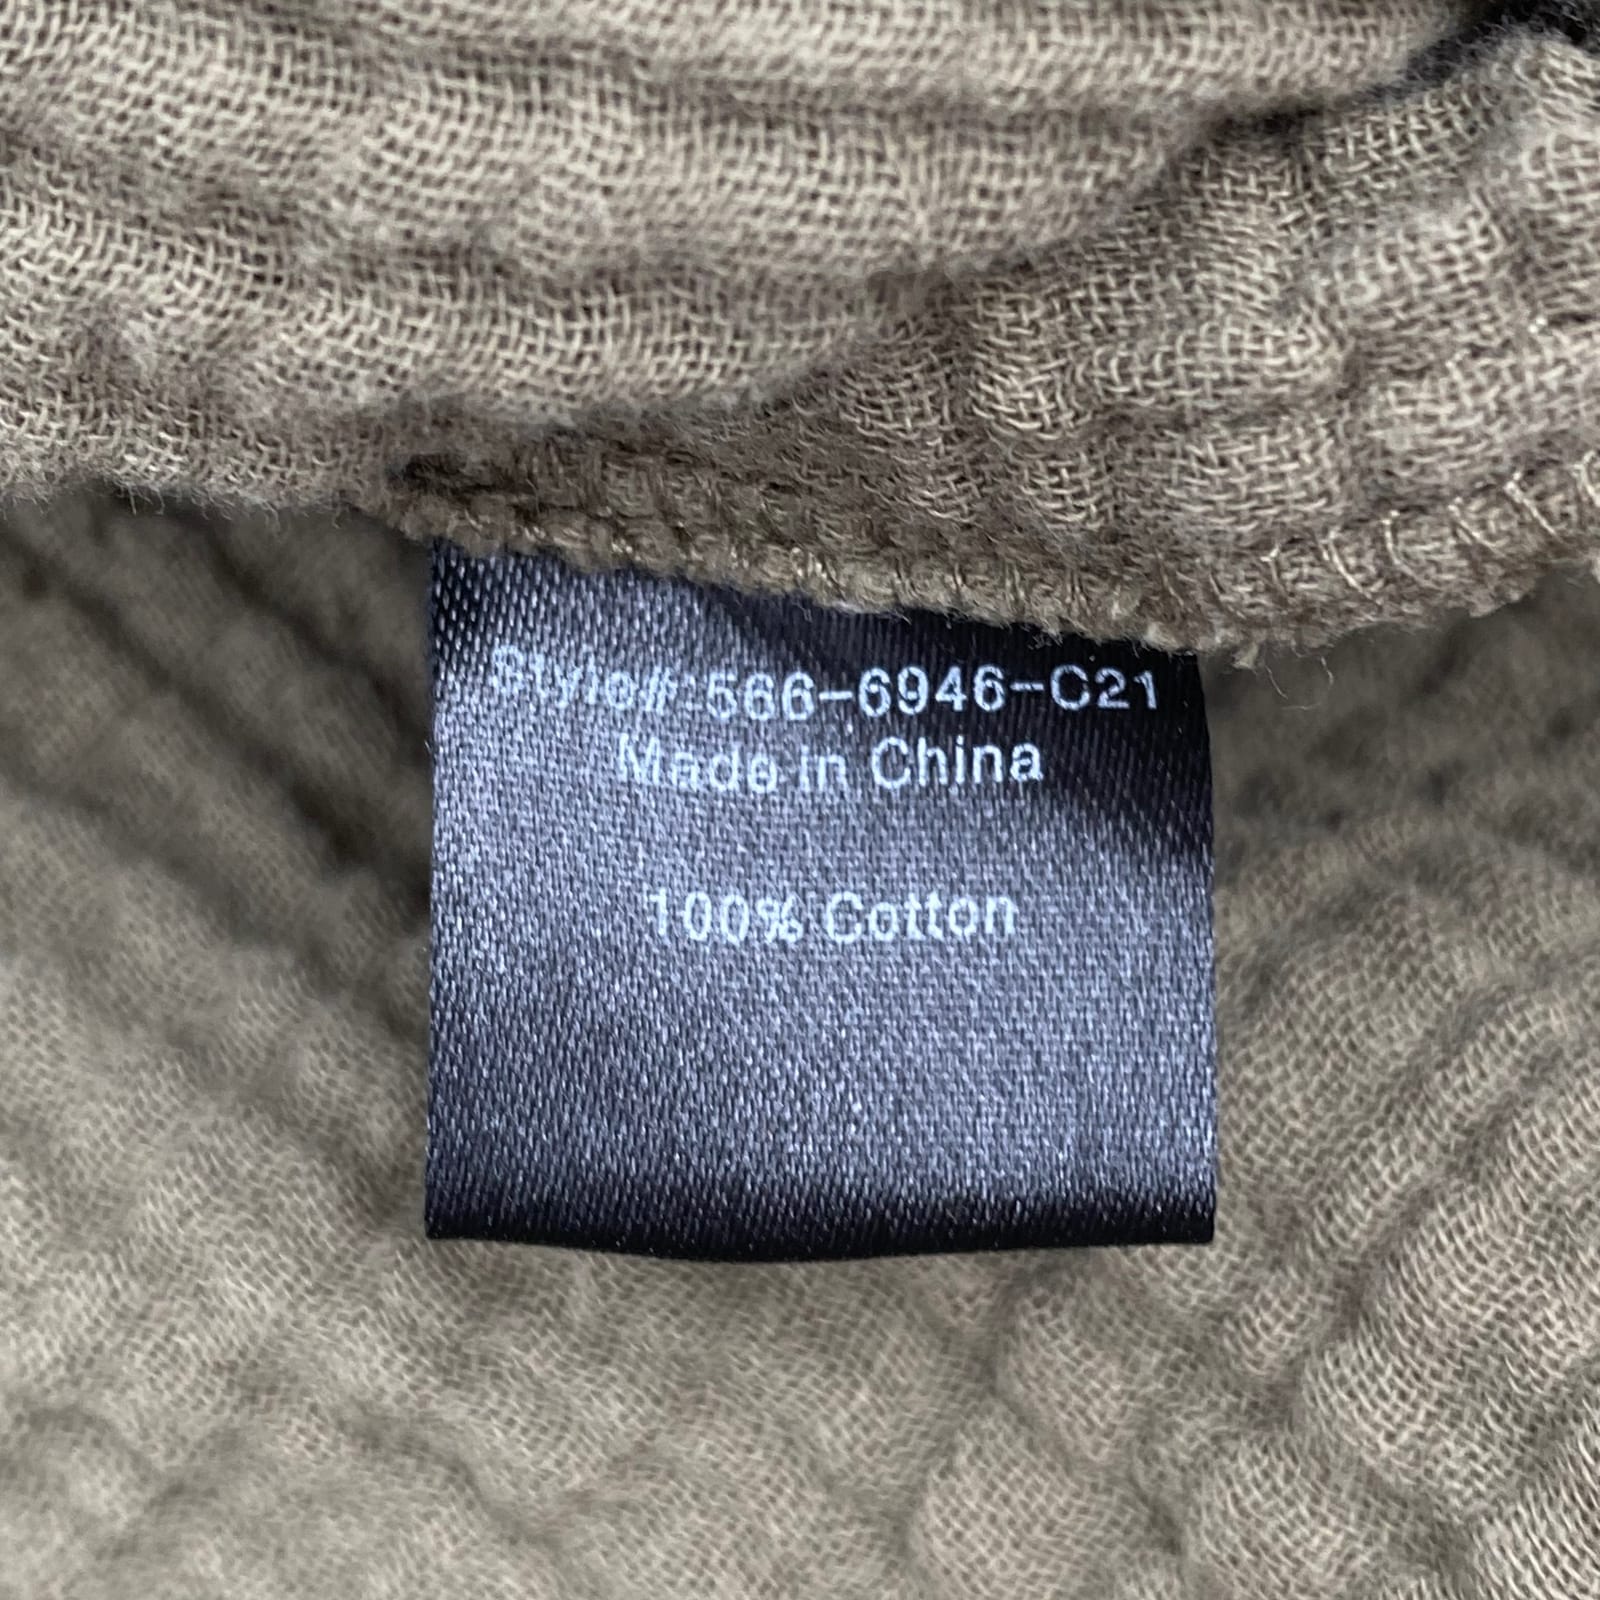 Style#:566-6946-C21
Made in China
100% Cotton